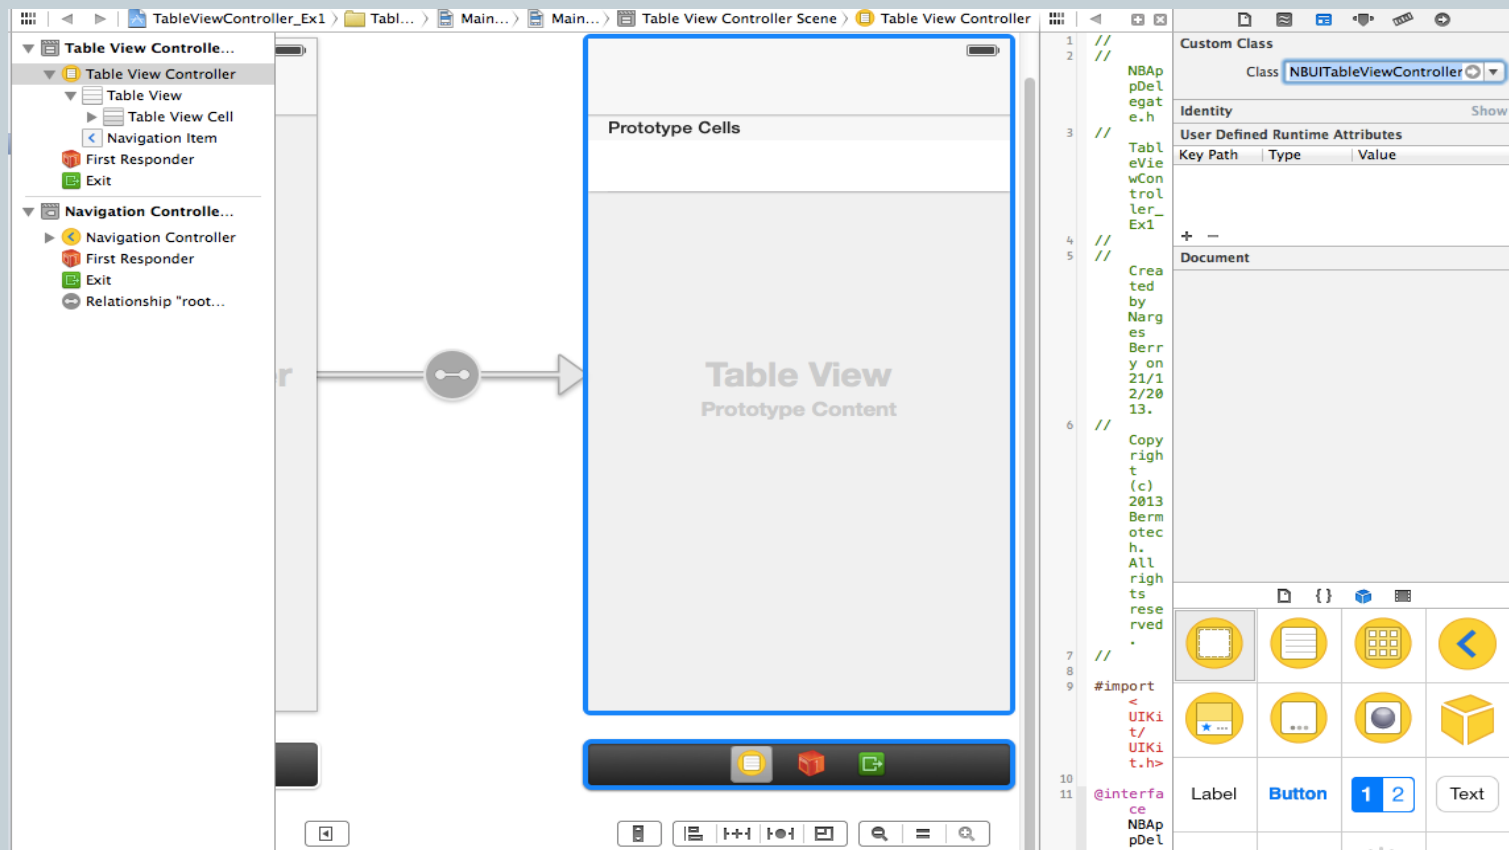 TableViewController_Ex1
Tabl...
Main...
Main...
Table View Controller Scene
Table View Controller
Table View Controlle...
Table View Controller
Table View
Table View Cell
Navigation Item
First Responder
Exit
Navigation Controlle...
Navigation Controller
First Responder
Exit
Relationship "root...
er
Prototype Cells
Table View
Prototype Content
1 //
2 //
NBAp
pDel
egat
e.h
3 //
Tabl
eVie
wCon
trol
ler_
Ex1
4 //
5 //
Crea
ted
by
Narg
es
Berr
y on
21/1
2/20
13.
6 //
Copy
righ
t
(c)
2013
Berm
otec
h.
All
righ
ts
rese
rved
.
7 //
8
9 #import
<
UIKi
t/
UIKi
t.h>
10
11 @interfa
ce
NBAp
pDel
Custom Class
Class NBUITableViewController
Identity Show
User Defined Runtime Attributes
Key Path Type Value
+ −
Document
{ }
Label Button 1 2 Text